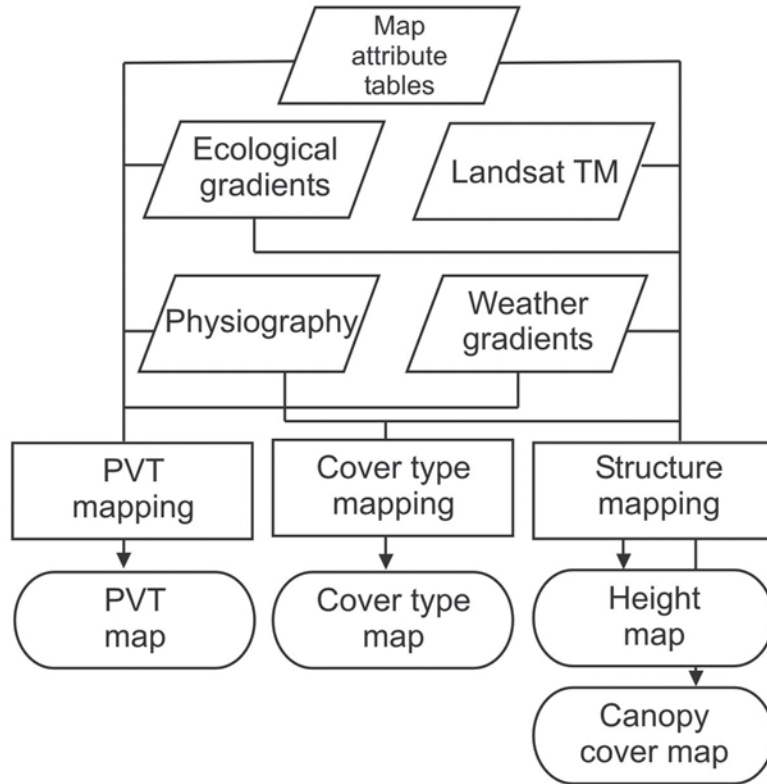 Map
attribute
tables
Ecological
gradients
Landsat TM
Physiography
Weather
gradients
PVT
mapping
Cover type
mapping
Structure
mapping
PVT
map
Cover type
map
Height
map
Canopy
cover map